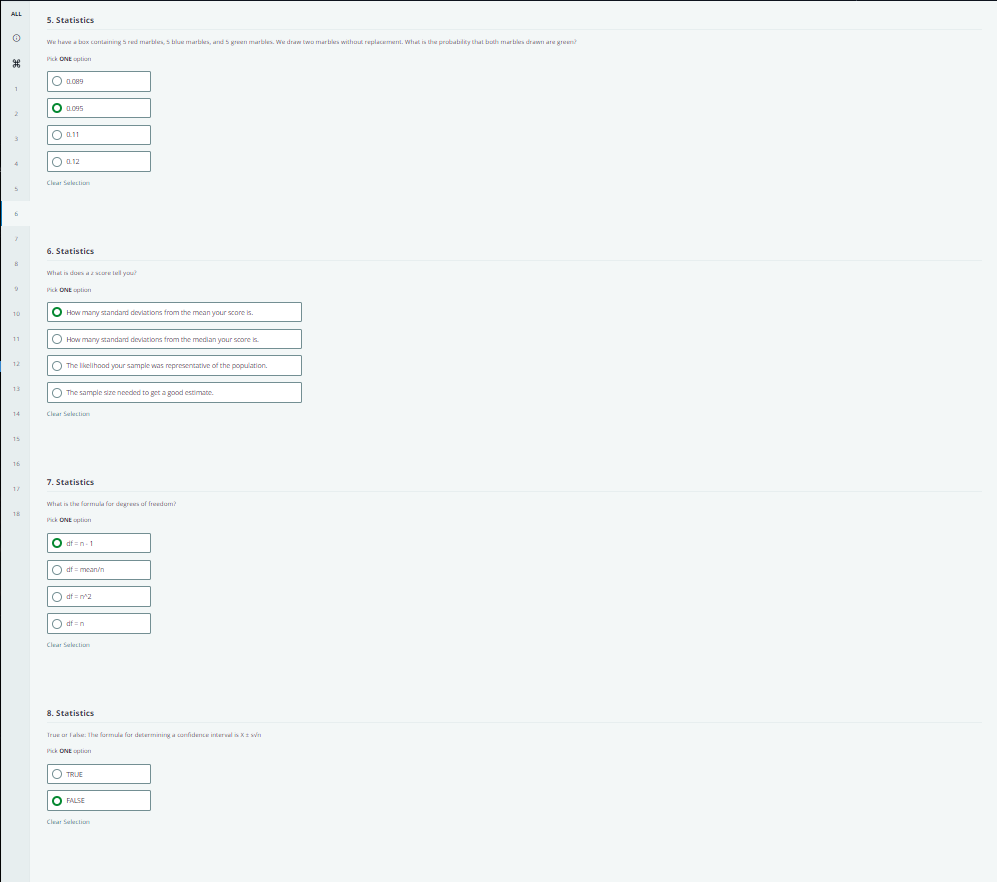 ALL
1
2
3
4
5
6
7
8
9
10
11
12
13
14
15
16
17
18
5. Statistics
We have a box containing 5 red marbles, 5 blue marbles, and 5 green marbles. We draw two marbles without replacement. What is the probability that both marbles drawn are green?
Pick ONE option
0.089
0.095
0.11
0.12
Clear Selection
6. Statistics
What is does a z-score tell you?
Pick ONE option
How many standard deviations from the mean your score is.
How many standard deviations from the median your score is.
The likelihood your sample was representative of the population.
The sample size needed to get a good estimate.
Clear Selection
7. Statistics
What is the formula for degrees of freedom?
Pick ONE option
df = n - 1
df = mean/n
df = n^2
df = n
Clear Selection
8. Statistics
True or False: The formula for determining a confidence interval is X ± s/n
Pick ONE option
TRUE
FALSE
Clear Selection